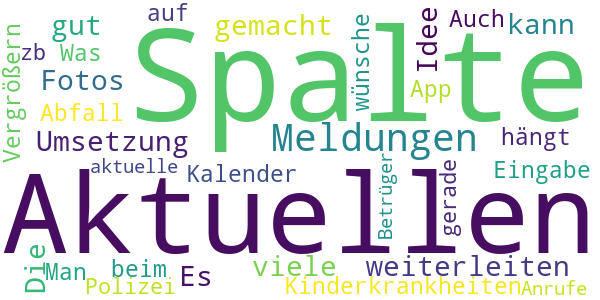 auf
gut
gemacht
Auch
kann
zb
Was
Spalte
Idee
wünsche
Vergrößern
Fotos
App
Abfall
Umsetzung
Meldungen
hängt
aktuelle
Kalender
Betrüger
gerade
Eingabe
Aktuellen
Die
Man
beim
Es
viele
weiterleiten
Polizei
Kinderkrankheiten
Anrufe